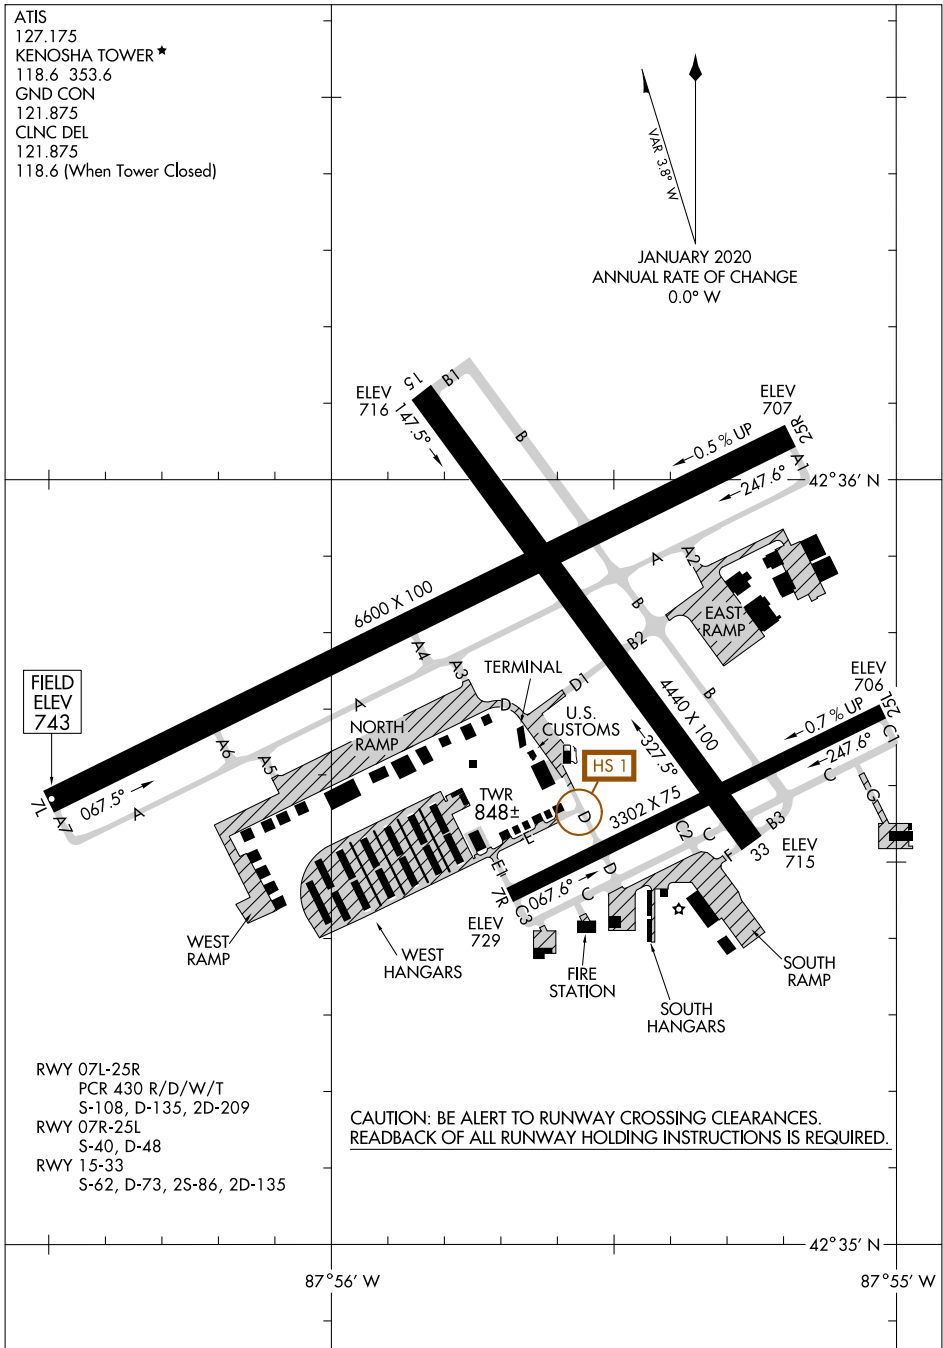 ATIS
127.175
KENOSHA TOWER★
118.6 353.6
GND CON
121.875
CLNC DEL
121.875
118.6 (When Tower Closed)
VAR 3.8° W
JANUARY 2020
ANNUAL RATE OF CHANGE
0.0° W
15
B1
ELEV
716
147.5°
B
ELEV
707
25R
0.5% UP
A1
247.6°
42°36' N
A
A2
6600 X 100
B
EAST
RAMP
B2
A4
A3
TERMINAL
ELEV
706
25L
FIELD
ELEV
743
D1
A
D
U.S.
CUSTOMS
4440 X 100
B
0.7% UP
C1
NORTH
RAMP
A6
A5
327.5°
247.6°
C
HS 1
067.5°
7L
A7
A
TWR
848±
D
3302 X 75
G
E
C2
C
B3
E1
F
33
ELEV
715
7R
067.6°
D
C
C3
ELEV
729
WEST
RAMP
WEST
HANGARS
FIRE
STATION
SOUTH
RAMP
SOUTH
HANGARS
RWY 07L-25R
PCR 430 R/D/W/T
S-108, D-135, 2D-209
RWY 07R-25L
S-40, D-48
RWY 15-33
S-62, D-73, 2S-86, 2D-135
CAUTION: BE ALERT TO RUNWAY CROSSING CLEARANCES.
READBACK OF ALL RUNWAY HOLDING INSTRUCTIONS IS REQUIRED.
42°35' N
87°56' W
87°55' W